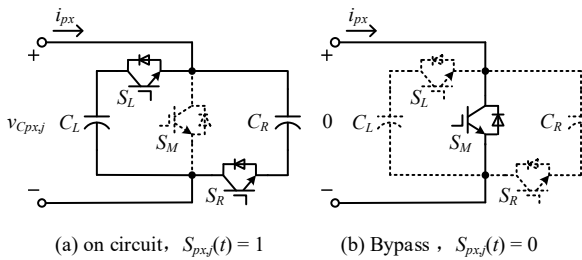 i_px
i_px
+
+
S_L
S_L
v_Cpx,j
C_L
S_M
C_R
0
C_L
S_M
C_R
S_R
S_R
−
−
(a) on circuit, S_px,j(t) = 1
(b) Bypass , S_px,j(t) = 0